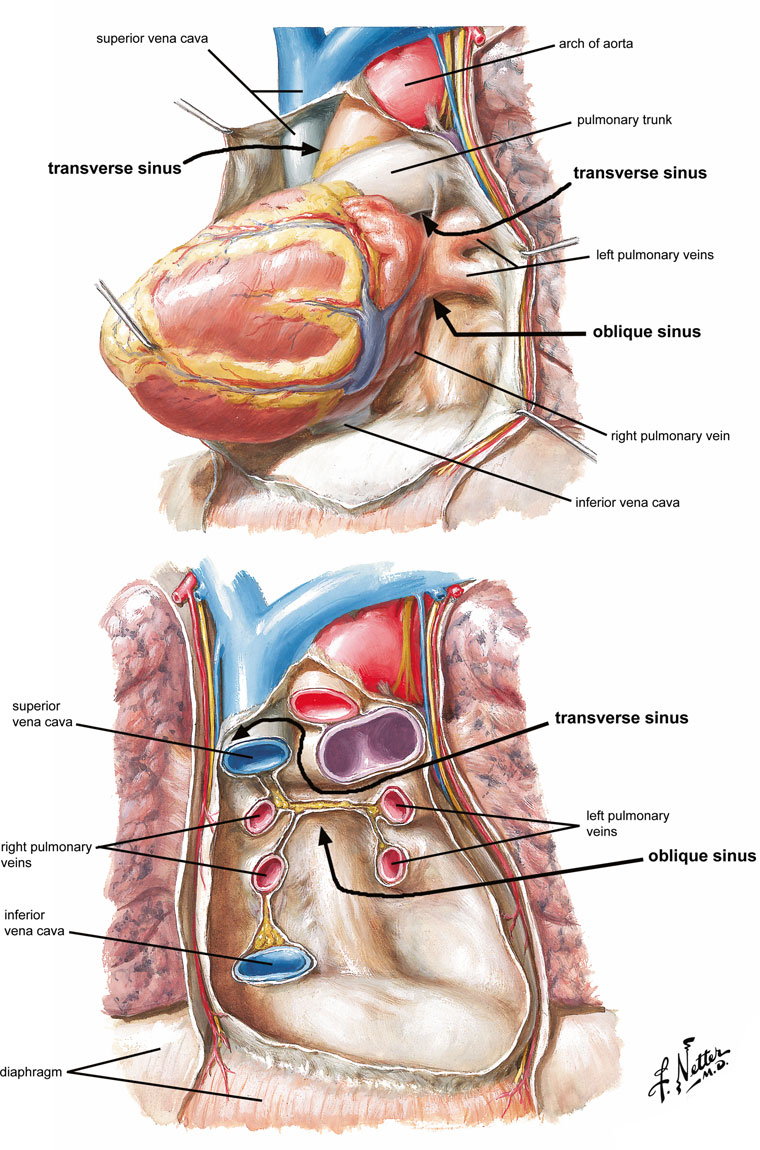 superior vena cava
arch of aorta
pulmonary trunk
transverse sinus
transverse sinus
left pulmonary veins
oblique sinus
right pulmonary vein
inferior vena cava
superior
vena cava
transverse sinus
left pulmonary
veins
right pulmonary
veins
oblique sinus
inferior
vena cava
diaphragm
F. Netter
M.D.